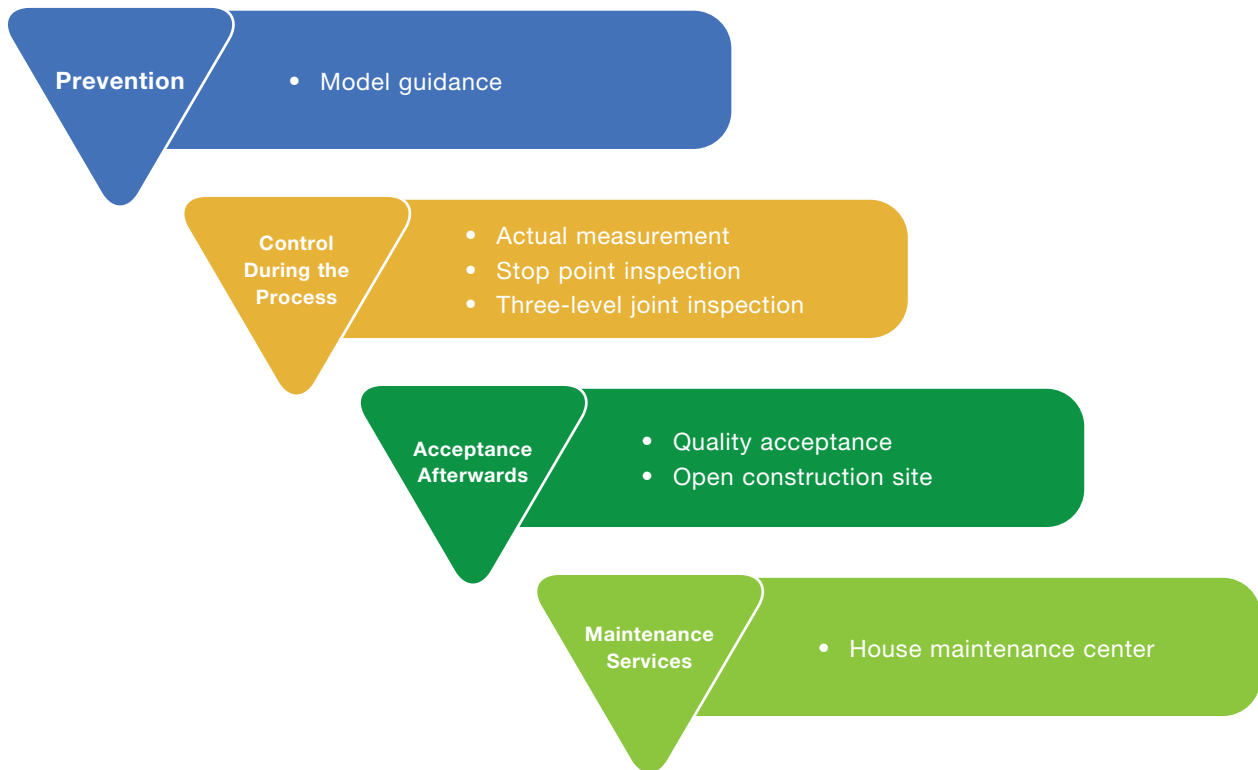 Prevention
• Model guidance
Control
During the
Process
• Actual measurement
• Stop point inspection
• Three-level joint inspection
Acceptance
Afterwards
• Quality acceptance
• Open construction site
Maintenance
Services
• House maintenance center